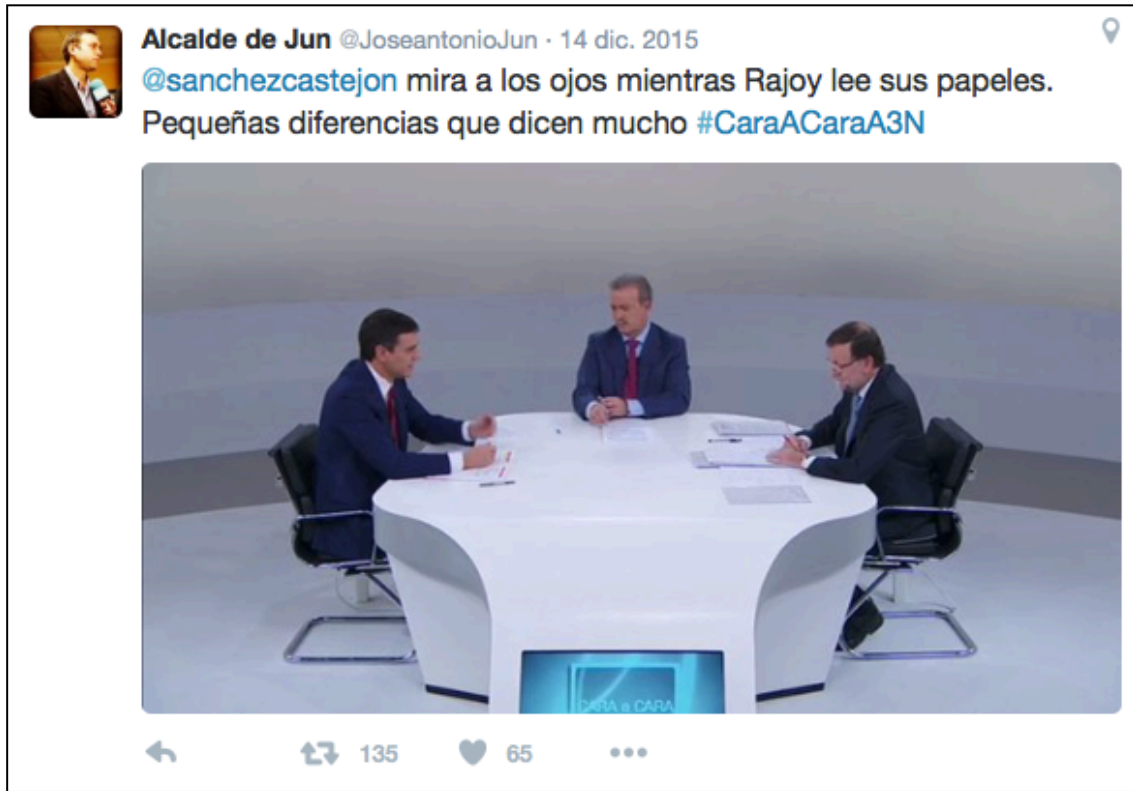 Alcalde de Jun @JoseantonioJun · 14 dic. 2015
@sanchezcastejon mira a los ojos mientras Rajoy lee sus papeles.
Pequeñas diferencias que dicen mucho #CaraACaraA3N
CARA a CARA
135 65